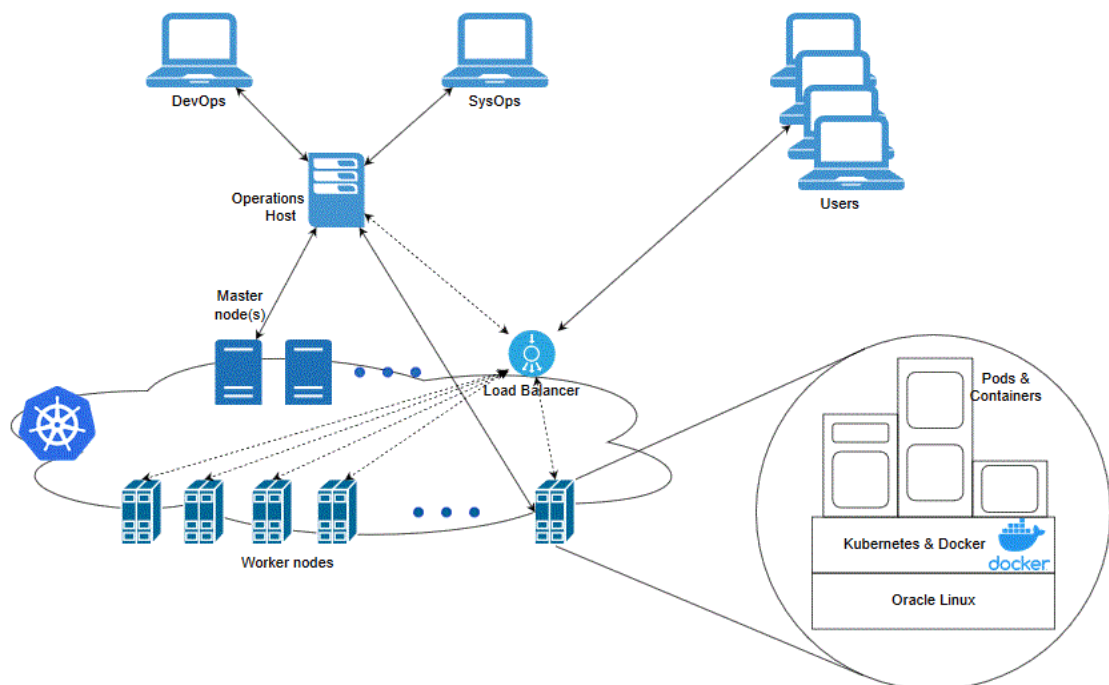 DevOps
SysOps
Users
Operations
Host
Master
node(s)
Load Balancer
Worker nodes
Pods &
Containers
Kubernetes & Docker
docker
Oracle Linux